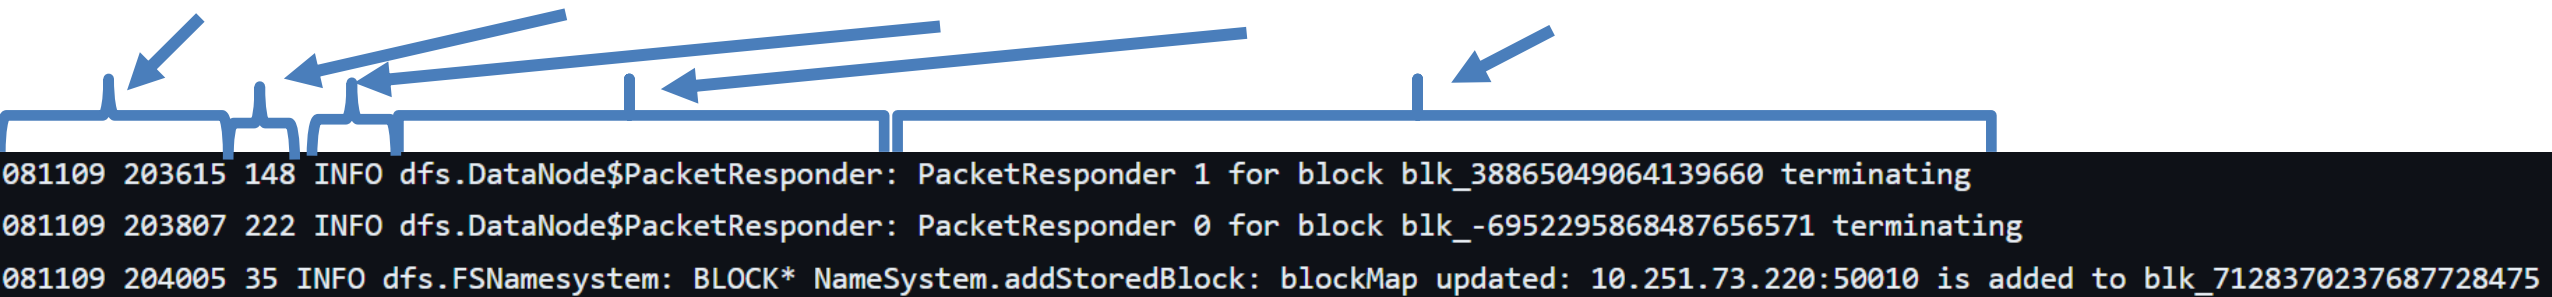 081109 203615 148 INFO dfs.DataNode$PacketResponder: PacketResponder 1 for block blk_38865049064139660 terminating
081109 203807 222 INFO dfs.DataNode$PacketResponder: PacketResponder 0 for block blk_-6952295868487656571 terminating
081109 204005 35 INFO dfs.FSNamesystem: BLOCK* NameSystem.addStoredBlock: blockMap updated: 10.251.73.220:50010 is added to blk_7128370237687728475